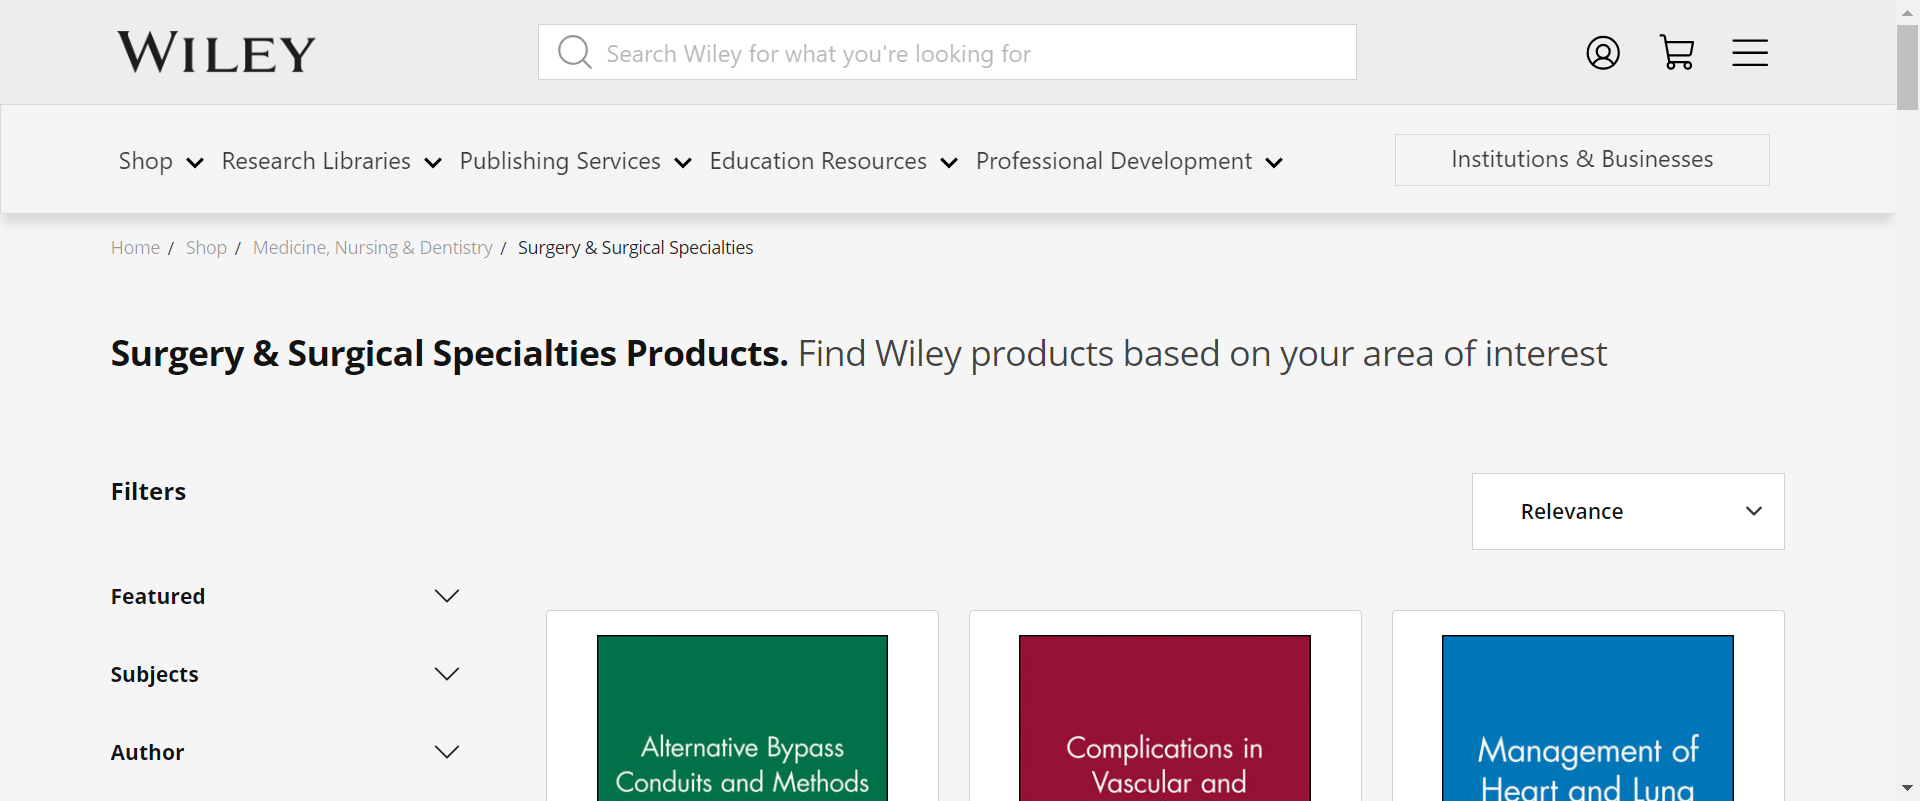 WILEY
Search Wiley for what you're looking for
Shop Research Libraries Publishing Services Education Resources Professional Development Institutions & Businesses
Home / Shop / Medicine, Nursing & Dentistry / Surgery & Surgical Specialties
Surgery & Surgical Specialties Products. Find Wiley products based on your area of interest
Filters
Relevance
Featured
Subjects
Author
Alternative Bypass
Conduits and Methods
Complications in
Vascular and
Management of
Heart and Lung